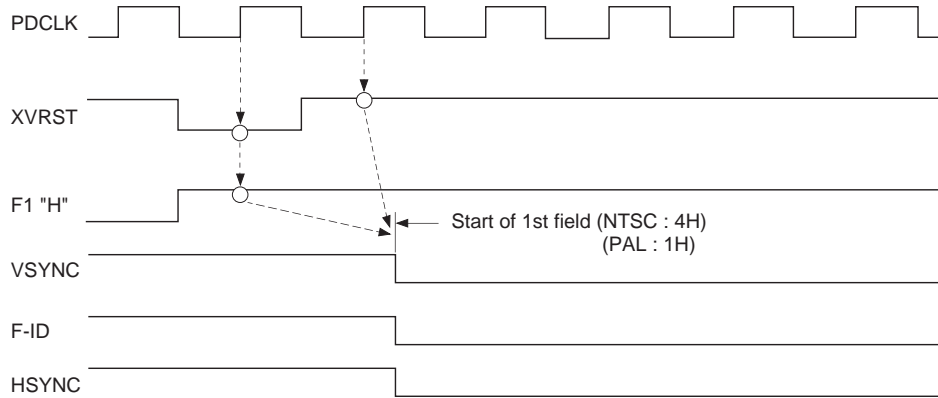 PDCLK
XVRST
F1 "H"
Start of 1st field (NTSC : 4H)
(PAL : 1H)
VSYNC
F-ID
HSYNC